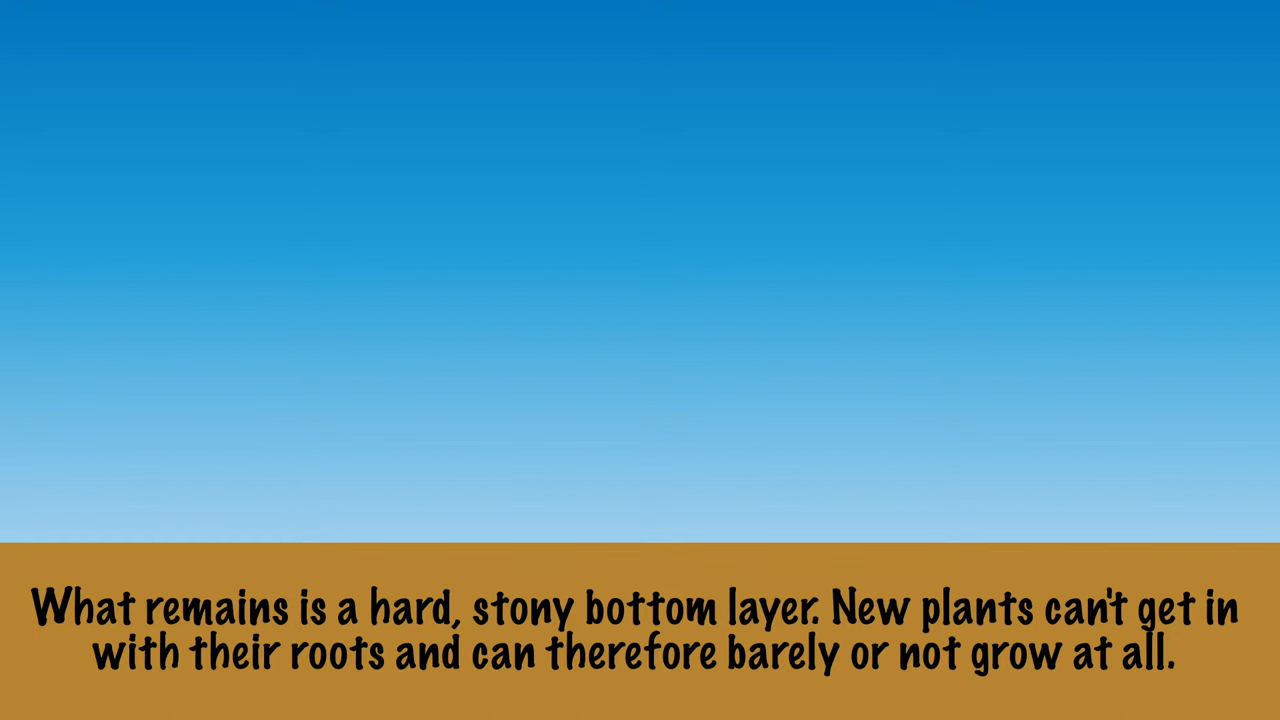 What remains is a hard, stony bottom layer. New plants can't get in
with their roots and can therefore barely or not grow at all.